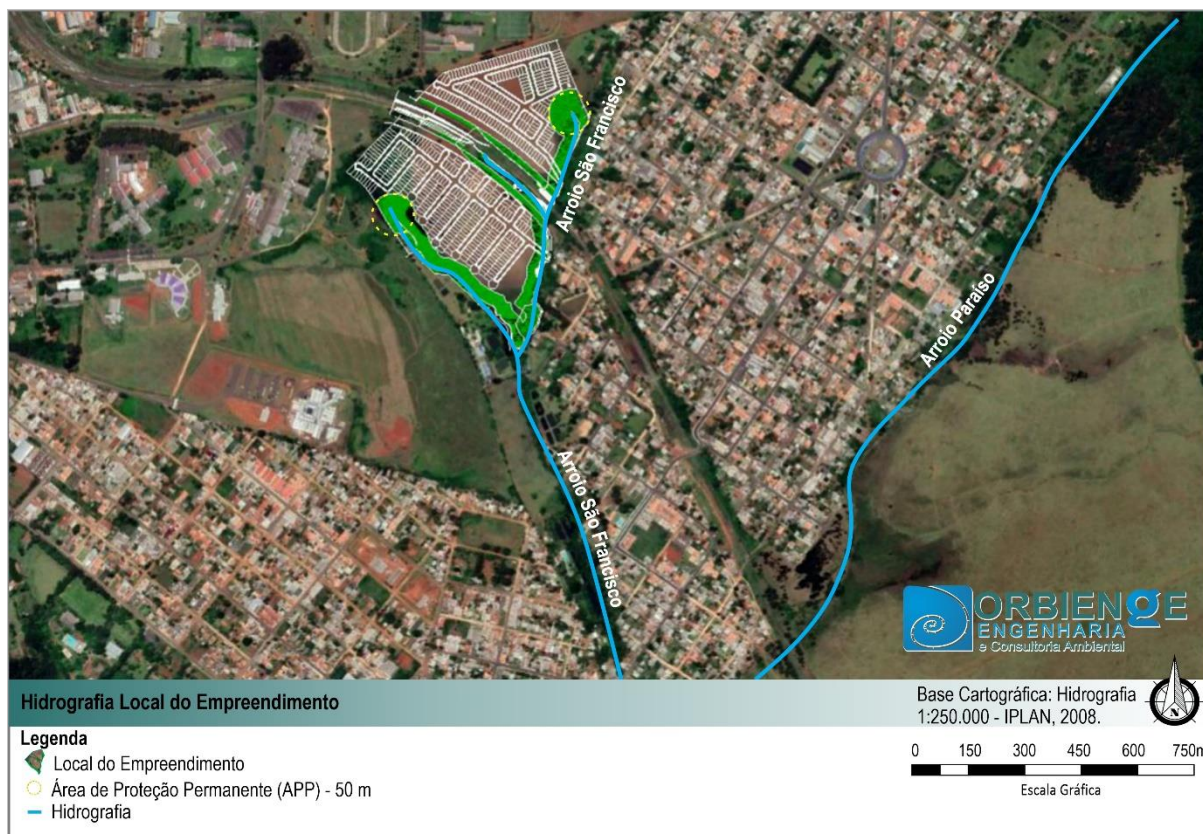 Arroio São Francisco
Arroio Paraíso
Arroio São Francisco
ORBIENGE
ENGENHARIA
e Consultoria Ambiental
Hidrografia Local do Empreendimento
Base Cartográfica: Hidrografia
1:250.000 - IPLAN, 2008.
N
Legenda
Local do Empreendimento
Área de Proteção Permanente (APP) - 50 m
Hidrografia
0 150 300 450 600 750m
Escala Gráfica